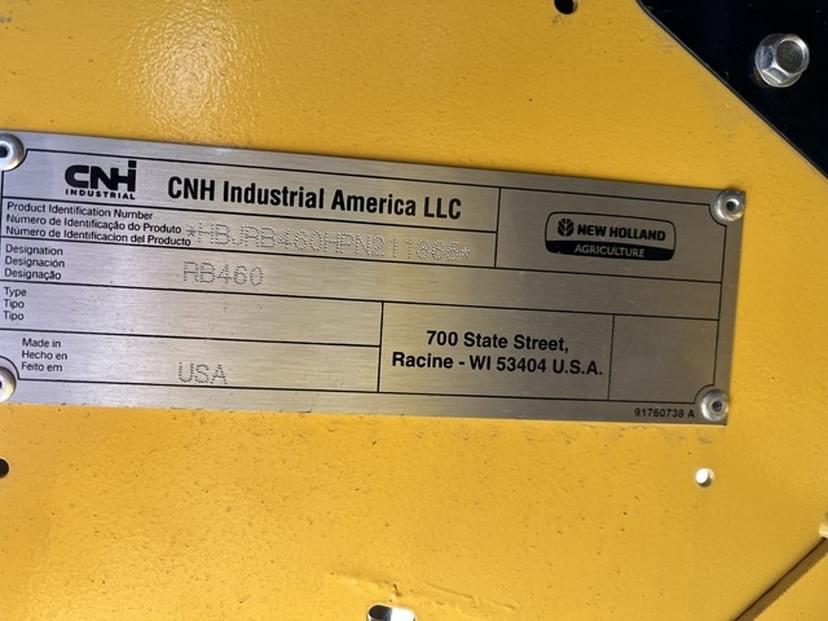 CNH
INDUSTRIAL
CNH Industrial America LLC
NEW HOLLAND
AGRICULTURE
Product Identification Number
Número de Identificação do Produto
Número de Identificacion del Producto
*HBJRB460HPN211865*
Designation
Designación
Designação
RB460
Type
Tipo
Tipo
Made in
Hecho en
Feito em
USA
700 State Street,
Racine - WI 53404 U.S.A.
91760738 A